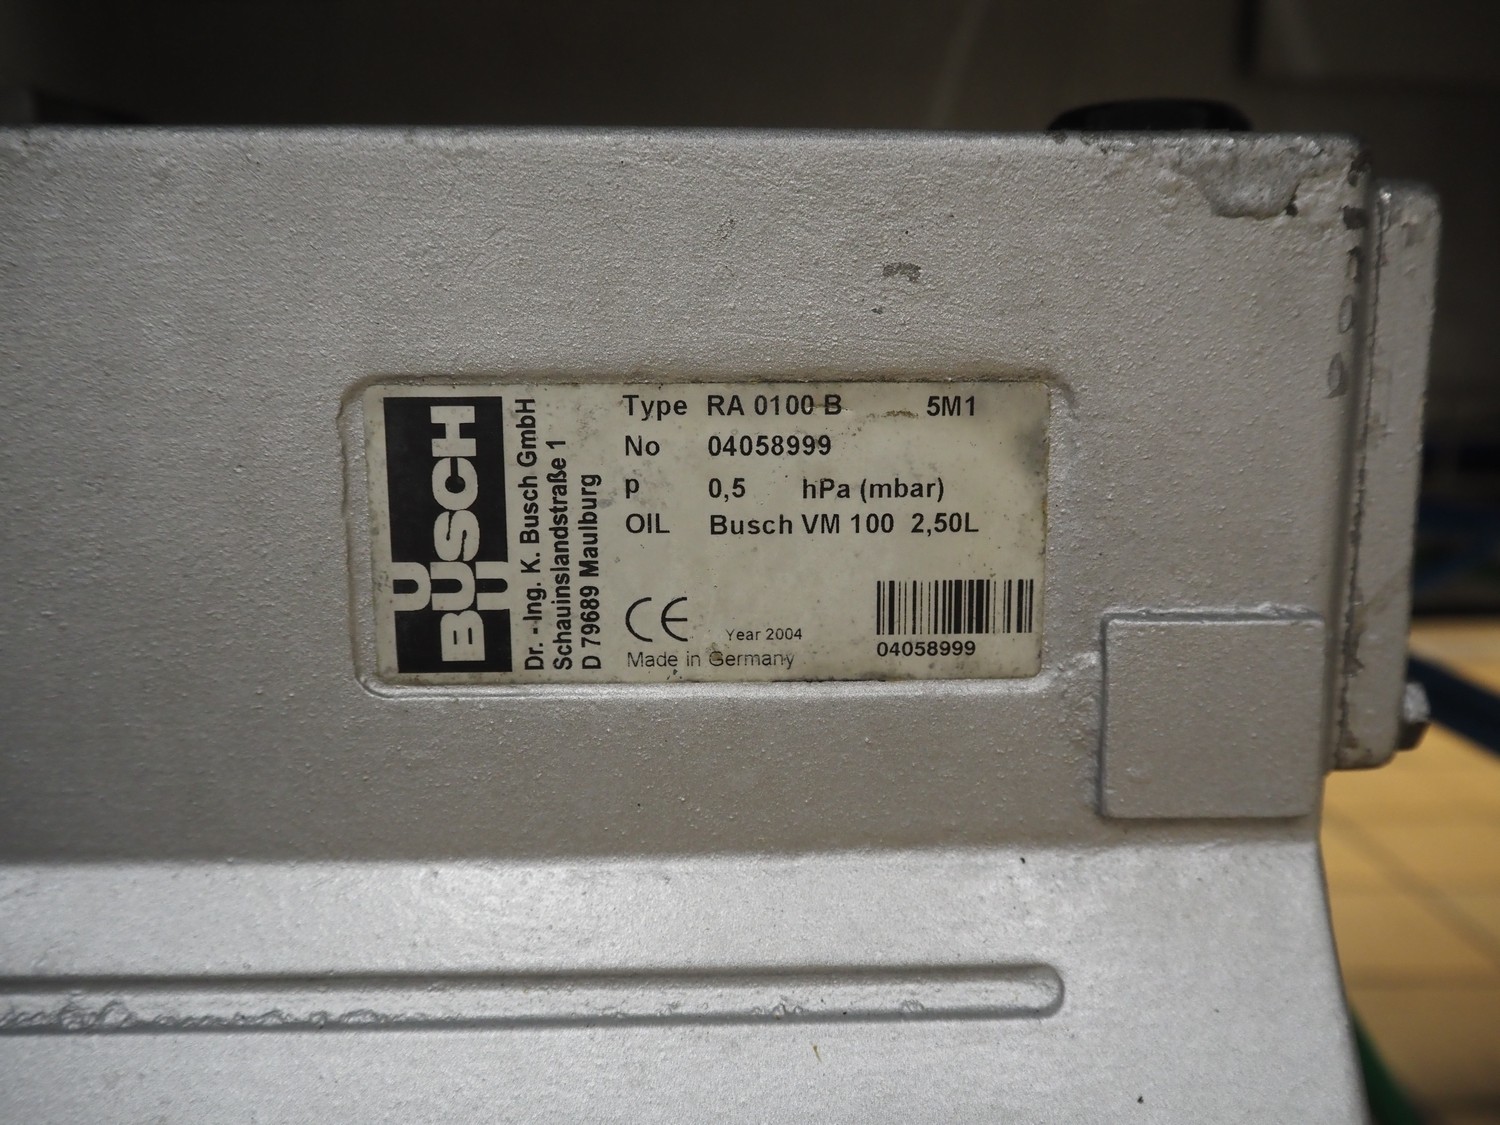 BUSCH
Dr. - Ing. K. Busch GmbH
Schauinslandstraße 1
D 79689 Maulburg
Type RA 0100 B 5M1
No 04058999
p 0,5 hPa (mbar)
OIL Busch VM 100 2,50L
CE Year 2004
Made in Germany
04058999